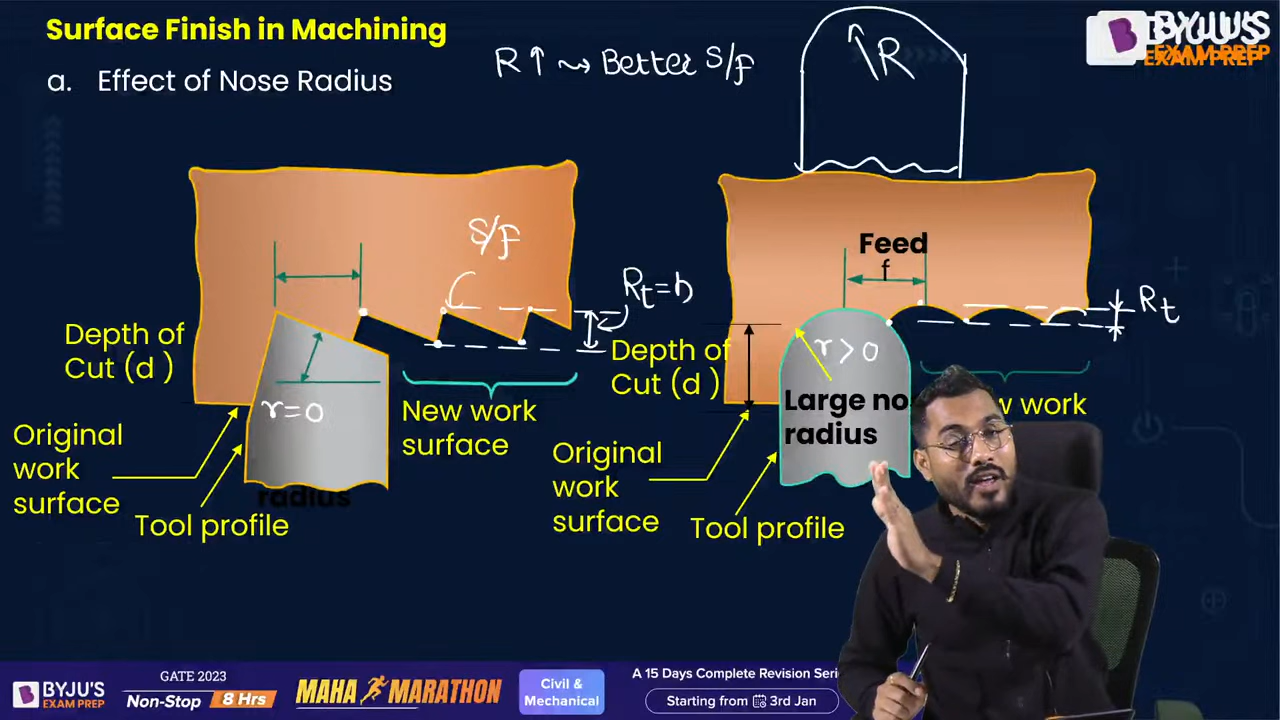 Surface Finish in Machining
a. Effect of Nose Radius
R ↑ ⇝ Better S/f
R
BYJU'S
EXAM PREP
S/f
Rt = h
Feed
f
Rt
Depth of
Cut (d )
r = 0
New work
surface
Original
work
surface
radius
Tool profile
Depth of
Cut (d )
r > 0
Large no
radius
w work
Original
work
surface
Tool profile
BYJU'S
EXAM PREP
GATE 2023
Non-Stop 8 Hrs
MAHA MARATHON
Civil &
Mechanical
A 15 Days Complete Revision Seri
Starting from 3rd Jan